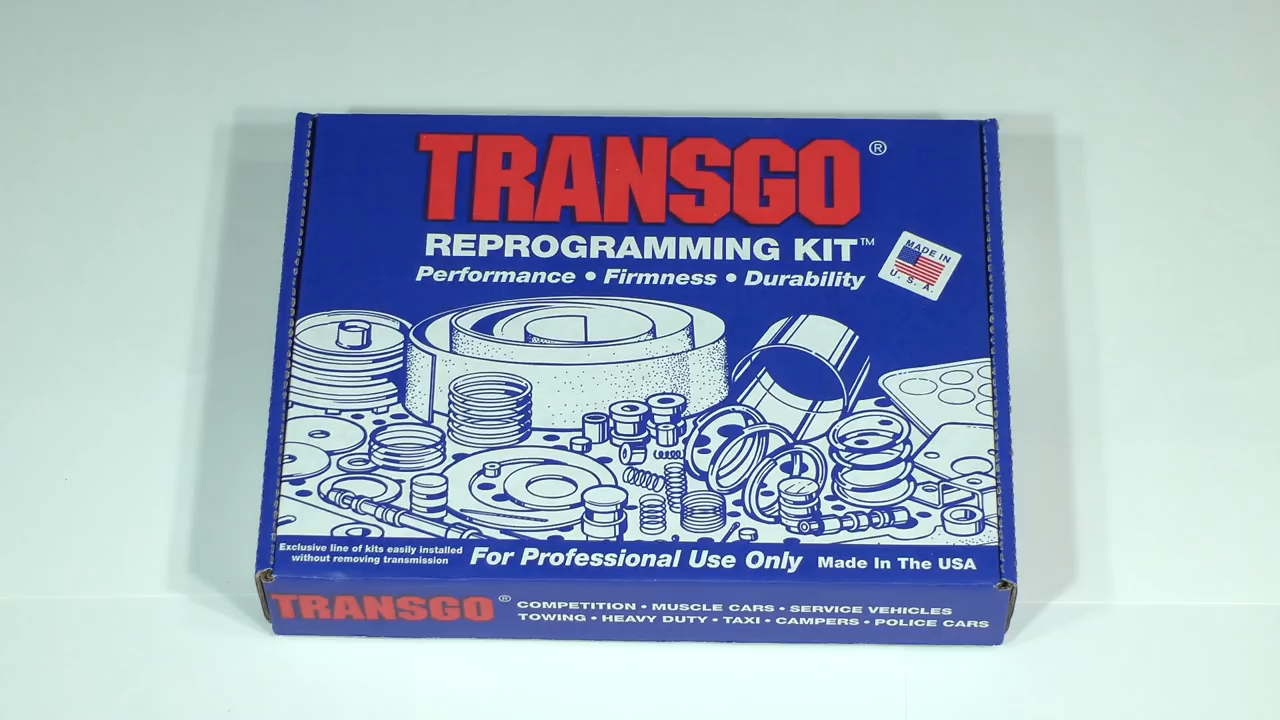 TRANSGO®
REPROGRAMMING KIT™
Performance • Firmness • Durability
MADE IN
U. S. A.
Exclusive line of kits easily installed
without removing transmission
For Professional Use Only
Made In The USA
TRANSGO®
COMPETITION • MUSCLE CARS • SERVICE VEHICLES
TOWING • HEAVY DUTY • TAXI • CAMPERS • POLICE CARS